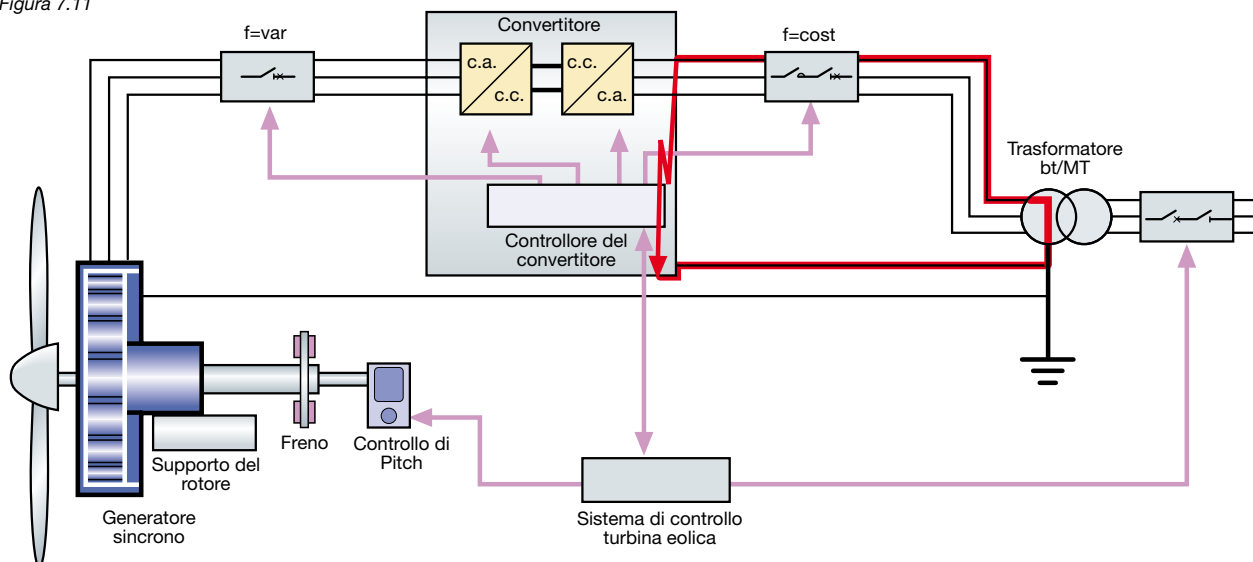 Figura 7.11
Convertitore
f=var
f=cost
c.a.
c.c.
c.c.
c.a.
Trasformatore
bt/MT
Controllore del
convertitore
Freno
Controllo di
Pitch
Supporto del
rotore
Generatore
sincrono
Sistema di controllo
turbina eolica